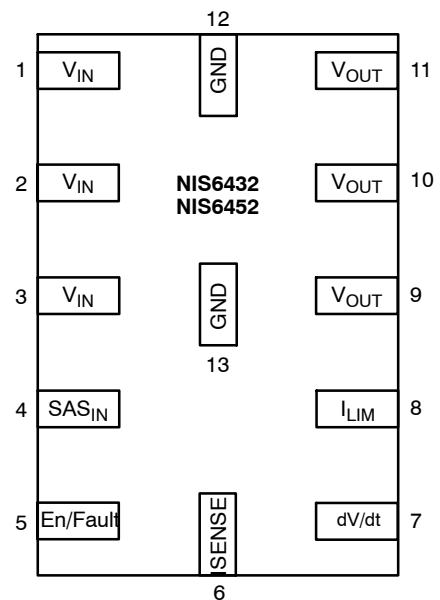 12
1 V_IN GND V_OUT 11
2 V_IN NIS6432 V_OUT 10
NIS6452
3 V_IN GND V_OUT 9
13
4 SAS_IN I_LIM 8
5 En/Fault ISENSE dV/dt 7
6